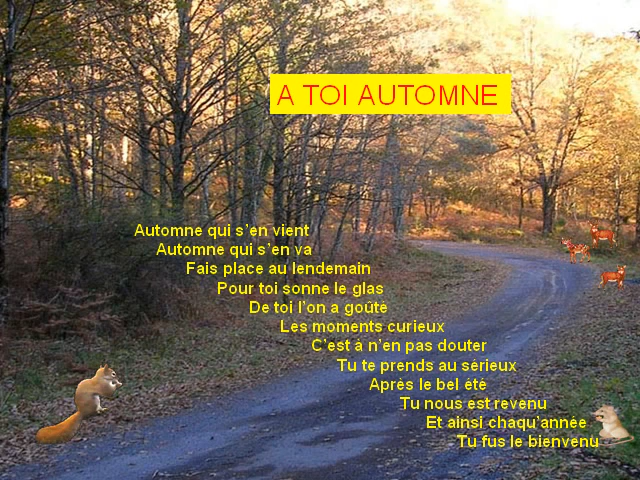 A TOI AUTOMNE
Automne qui s'en vient
Automne qui s'en va
Fais place au lendemain
Pour toi sonne le glas
De toi l'on a goûté
Les moments curieux
C'est à n'en pas douter
Tu te prends au sérieux
Après le bel été
Tu nous est revenu
Et ainsi chaqu'année
Tu fus le bienvenu